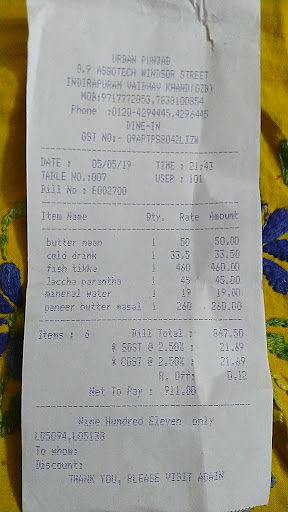 URBAN PUNJAB
8,9 ASSOTECH WINDSOR STREET
INDIRAPURAM VAIBHAV KHAND(GZB)
MOB:9717772053,7838100854
Phone :0120-4294445,4296445
DINE-IN
GST NO:- 09APTPS8042L1ZW
DATE : 05/05/19 TIME : 21:43
TABLE NO.:007 USER : 101
Bill No : E002700
Item Name Qty. Rate Amount
butter naan 1 50 50.00
cold drink 1 33.5 33.50
fish tikka 1 460 460.00
laccha parantha 1 45 45.00
mineral water 1 19 19.00
paneer butter masal 1 260 260.00
Items : 6 Bill Total : 867.50
* SGST @ 2.50% : 21.69
* CGST @ 2.50% : 21.69
R. Off: 0.12
Net To Pay : 911.00
Nine Hundred Eleven only
L05094,L05138
To whom:
Discount:
THANK YOU, PLEASE VISIT AGAIN